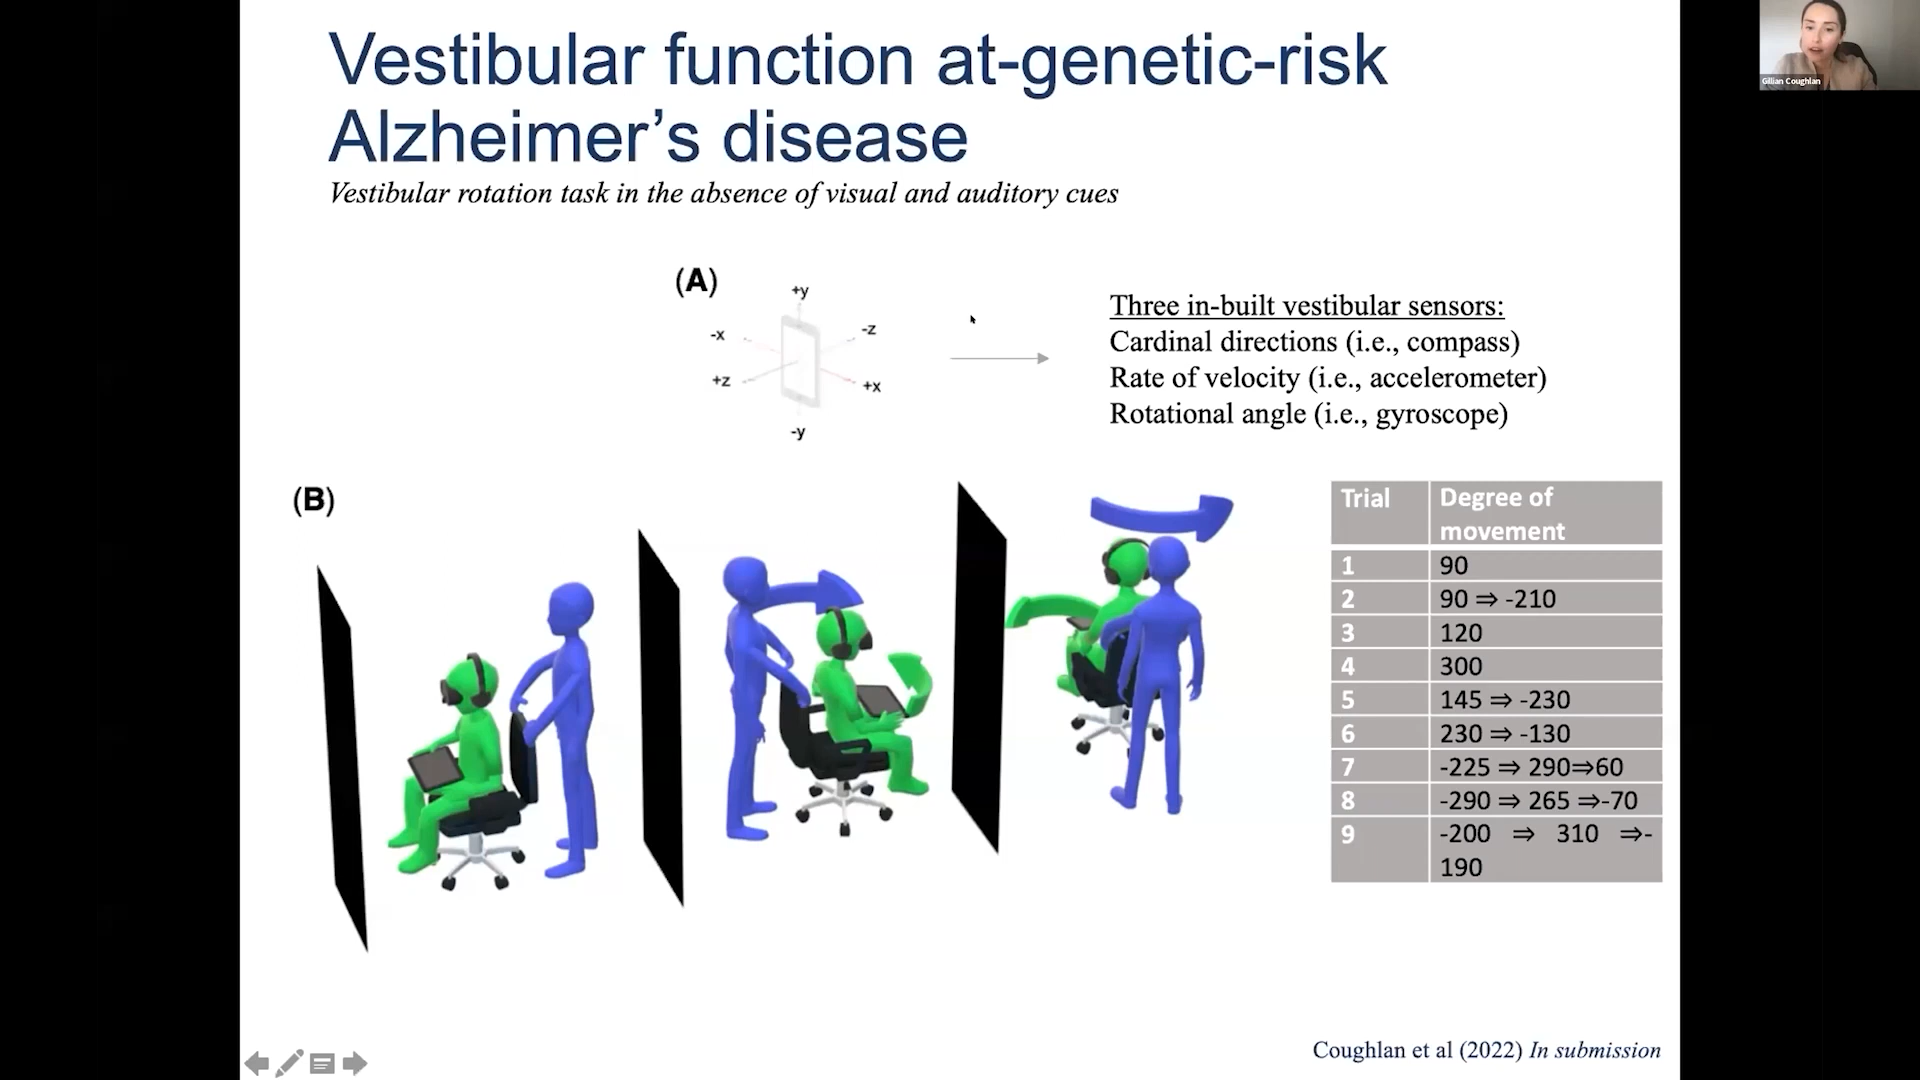 Vestibular function at-genetic-risk
Alzheimer's disease
Vestibular rotation task in the absence of visual and auditory cues
Gillian Coughlan
(A)
+y
-x
-z
+z
+x
-y
Three in-built vestibular sensors:
Cardinal directions (i.e., compass)
Rate of velocity (i.e., accelerometer)
Rotational angle (i.e., gyroscope)
(B)
Trial Degree of
movement
1 90
2 90 ⇒ -210
3 120
4 300
5 145 ⇒ -230
6 230 ⇒ -130
7 -225 ⇒ 290⇒60
8 -290 ⇒ 265 ⇒-70
9 -200 ⇒ 310 ⇒-
190
Coughlan et al (2022) In submission